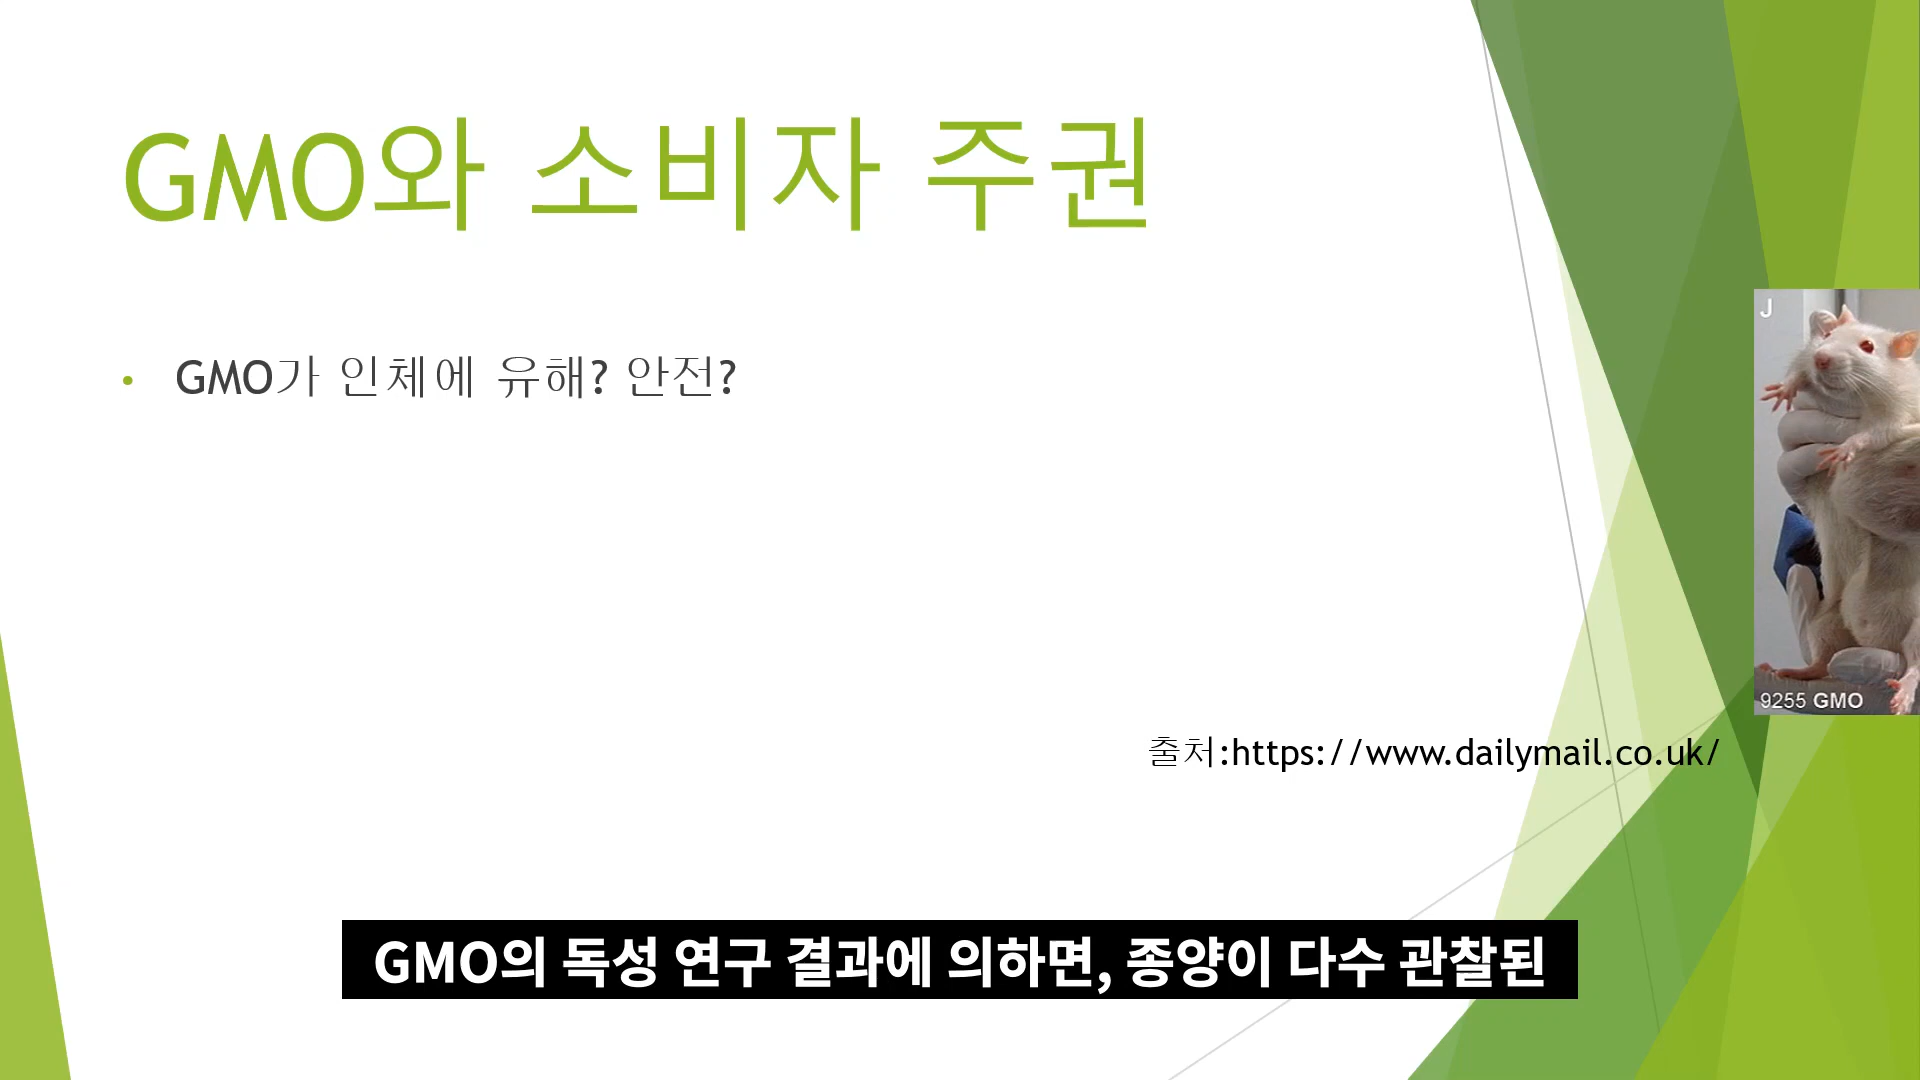 GMO와 소비자 주권
• GMO가 인체에 유해? 안전?
J
9255 GMO
출처:https://www.dailymail.co.uk/
GMO의 독성 연구 결과에 의하면, 종양이 다수 관찰된